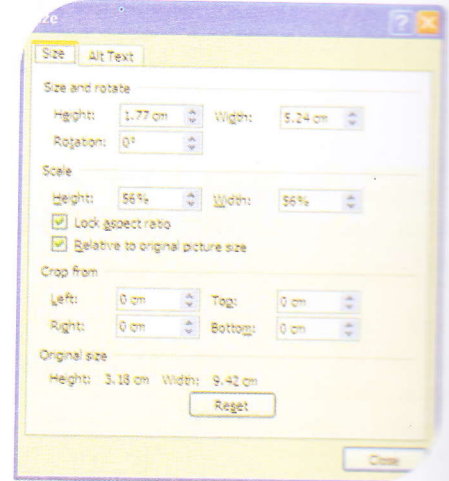 Size Alt Text
Size and rotate
Height: 1.77 cm Width: 5.24 cm
Rotation: 0°
Scale
Height: 56% Width: 56%
Lock aspect ratio
Relative to original picture size
Crop from
Left: 0 cm Top: 0 cm
Right: 0 cm Bottom: 0 cm
Original size
Height: 3.18 cm Width: 9.42 cm
Reset
Close